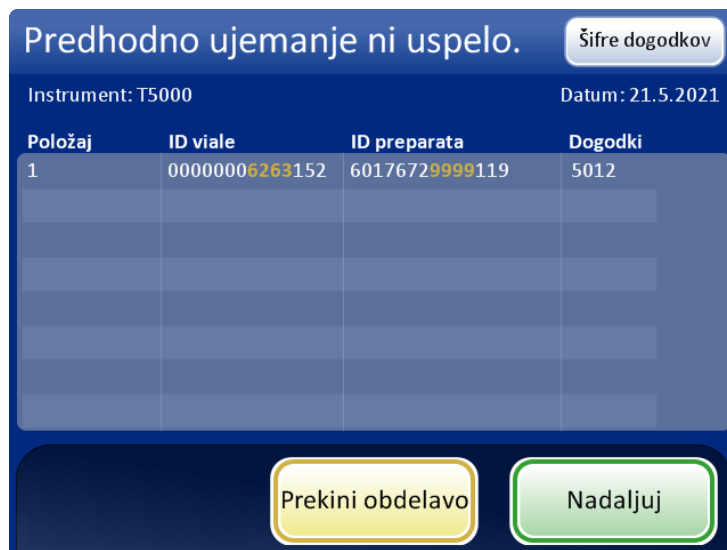 Predhodno ujemanje ni uspelo.
Šifre dogodkov
Instrument: T5000 Datum: 21.5.2021
Položaj ID viale ID preparata Dogodki
1 00000006263152 60176729999119 5012
Prekini obdelavo Nadaljuj